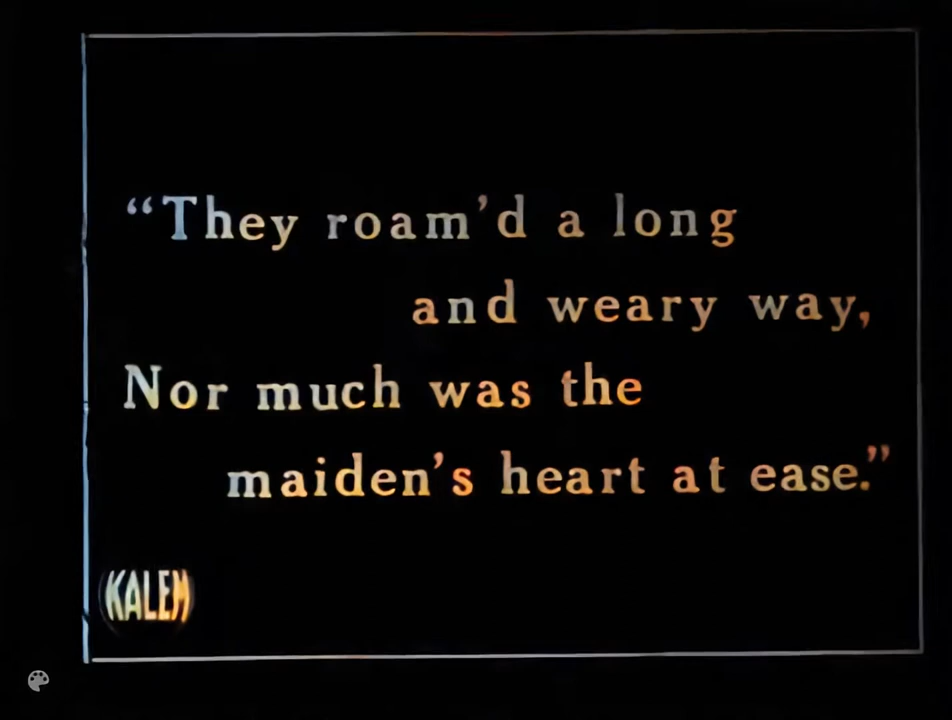 “They roam’d a long
and weary way,
Nor much was the
maiden’s heart at ease.”
KALEM